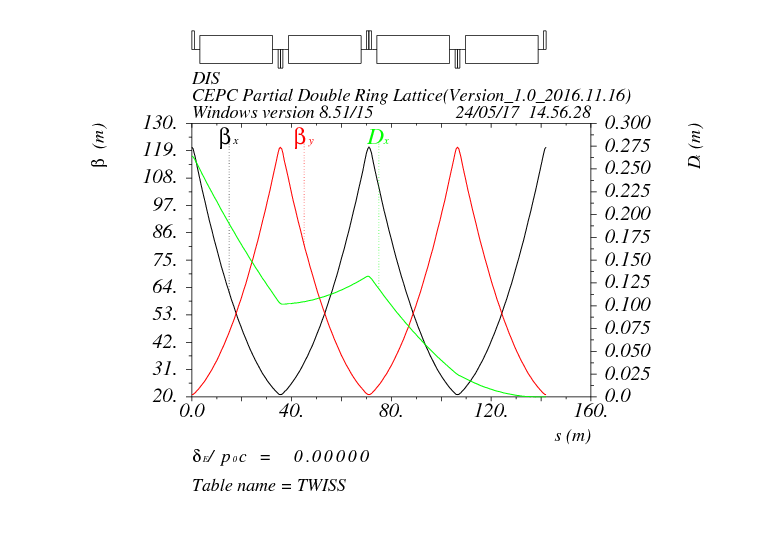 DIS
CEPC Partial Double Ring Lattice(Version_1.0_2016.11.16)
Windows version 8.51/15 24/05/17 14.56.28
β (m)
130.
119.
108.
97.
86.
75.
64.
53.
42.
31.
20.
βx βy Dx
0.300
0.275
0.250
0.225
0.200
0.175
0.150
0.125
0.100
0.075
0.050
0.025
0.0
D (m)
0.0 40. 80. 120. 160.
s (m)
δE/ p0c = 0.00000
Table name = TWISS